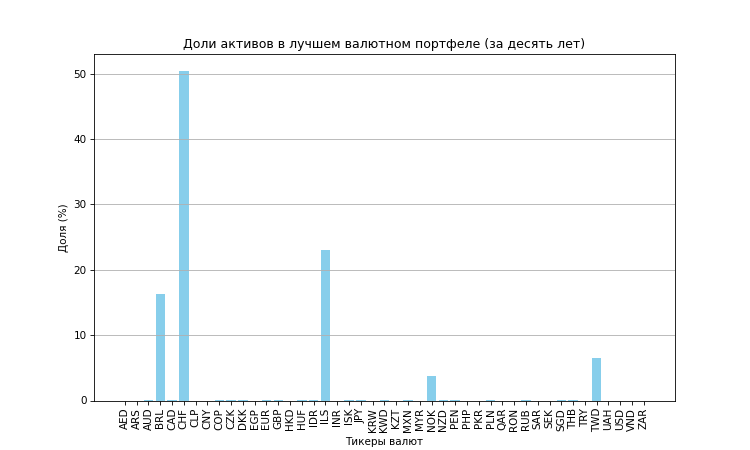 Доли активов в лучшем валютном портфеле (за десять лет)
Доля (%)
50
40
30
20
10
0
AED ARS AUD BRL CAD CHF CLP CNY COP CZK DKK EGP EUR GBP HKD HUF IDR ILS INR ISK JPY KRW KWD KZT MXN MYR NOK NZD PEN PHP PKR PLN QAR RON RUB SAR SEK SGD THB TRY TWD UAH USD VND ZAR
Тикеры валют